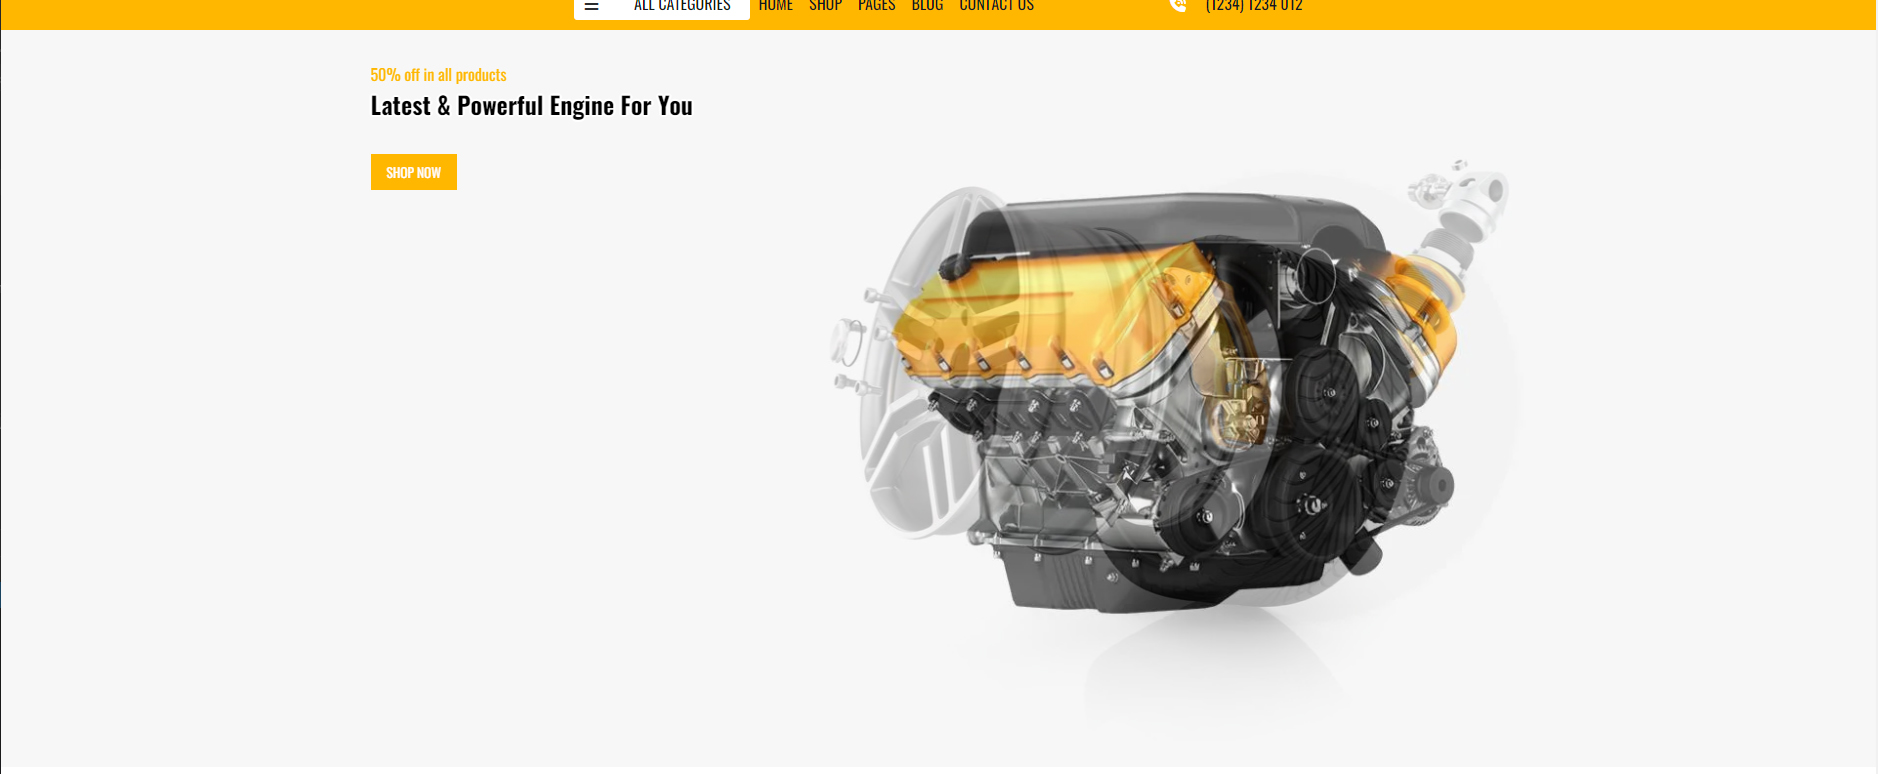 ALL CATEGORIES HOME SHOP PAGES BLOG CONTACT US (1234) 1234 012
50% off in all products
Latest & Powerful Engine For You
SHOP NOW